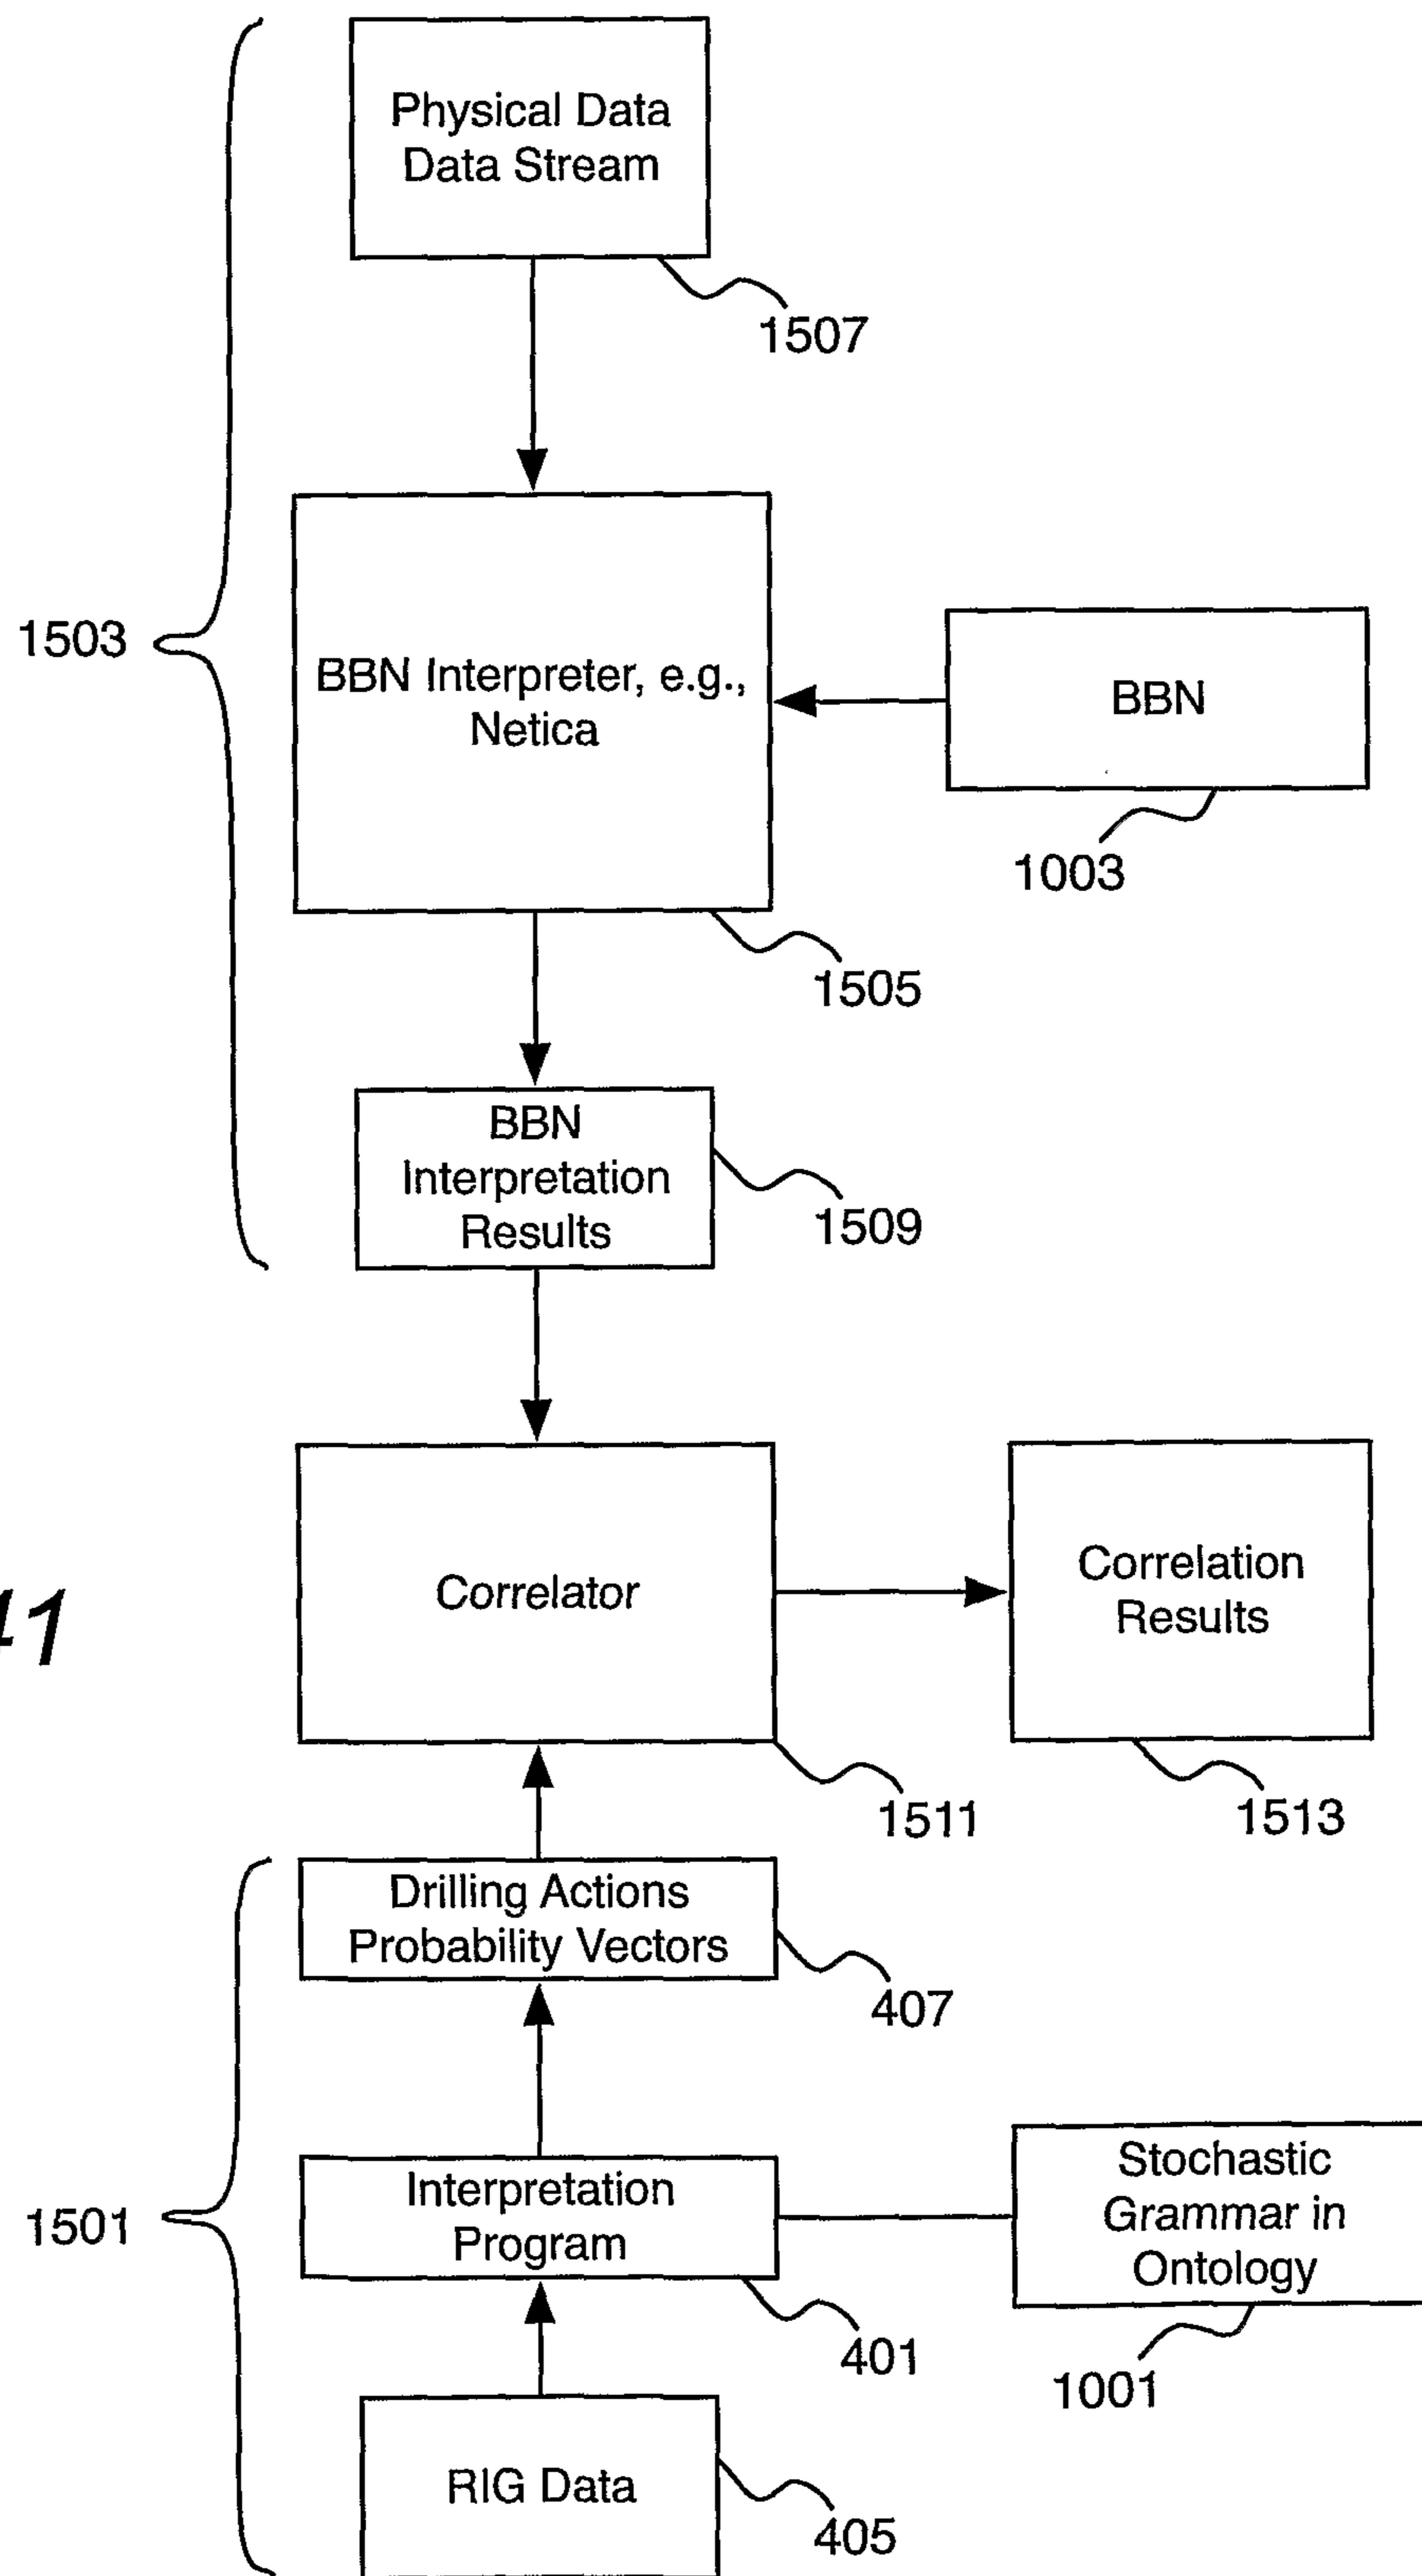 Physical Data
Data Stream
1507
1503
BBN Interpreter, e.g.,
Netica
BBN
1003
1505
BBN
Interpretation
Results
1509
Correlator
Correlation
Results
41
1511
1513
Drilling Actions
Probability Vectors
407
1501
Interpretation
Program
Stochastic
Grammar in
Ontology
401
1001
RIG Data
405